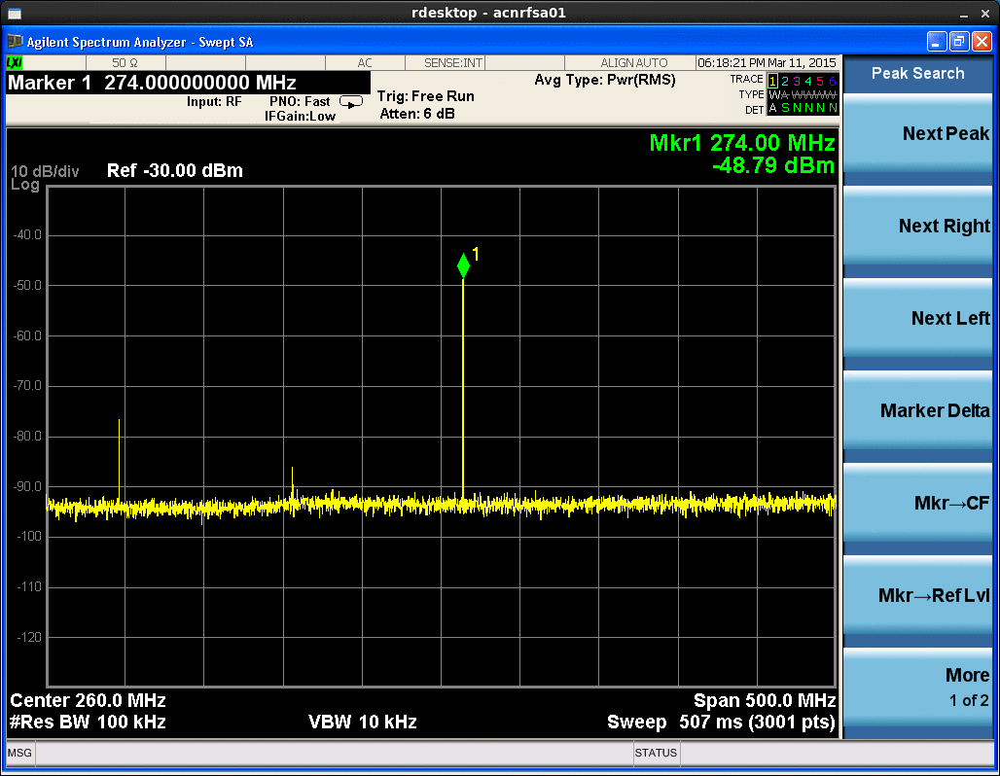 rdesktop - acnrfsa01
Agilent Spectrum Analyzer - Swept SA
LXI 50 Ω AC SENSE:INT ALIGN AUTO 06:18:21 PM Mar 11, 2015
Marker 1 274.000000000 MHz
Input: RF PNO: Fast
IFGain:Low
Trig: Free Run
Atten: 6 dB
Avg Type: Pwr(RMS)
TRACE 1 2 3 4 5 6
TYPE W A W W W W
DET A S N N N N
Peak Search
Mkr1 274.00 MHz
-48.79 dBm
10 dB/div
Log
Ref -30.00 dBm
-40.0
-50.0
-60.0
-70.0
-80.0
-90.0
-100
-110
-120
1
Center 260.0 MHz
Span 500.0 MHz
#Res BW 100 kHz
VBW 10 kHz
Sweep 507 ms (3001 pts)
Next Peak
Next Right
Next Left
Marker Delta
Mkr→CF
Mkr→Ref Lvl
More
1 of 2
MSG
STATUS